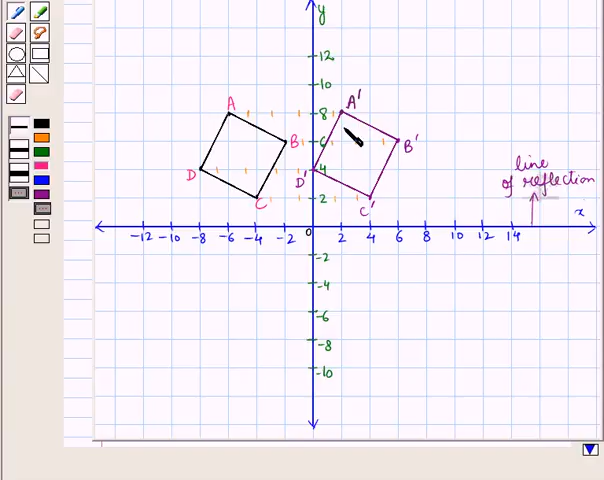 y
12
10
A
8
A'
B
6
B'
D
4
D'
line
of reflection
C
2
C'
x
-12 -10 -8 -6 -4 -2 0 2 4 6 8 10 12 14
-2
-4
-6
-8
-10